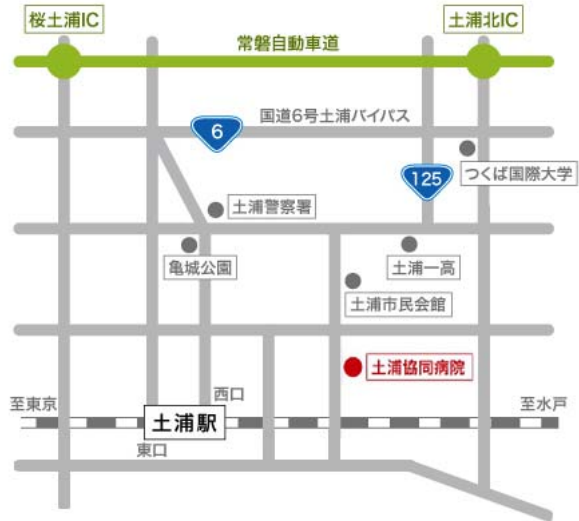 桜土浦IC
土浦北IC
常磐自動車道
国道6号土浦バイパス
6
つくば国際大学
125
土浦警察署
亀城公園
土浦一高
土浦市民会館
土浦協同病院
西口
至東京
至水戸
土浦駅
東口